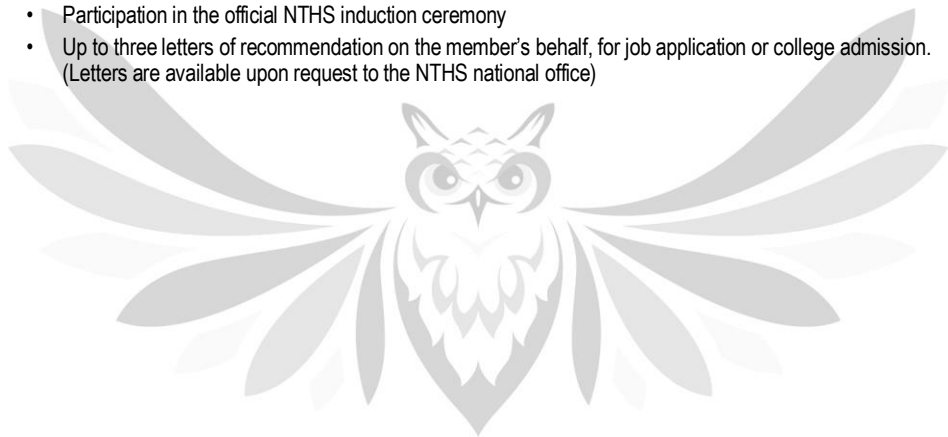 • Participation in the official NTHS induction ceremony
• Up to three letters of recommendation on the member’s behalf, for job application or college admission.
(Letters are available upon request to the NTHS national office)